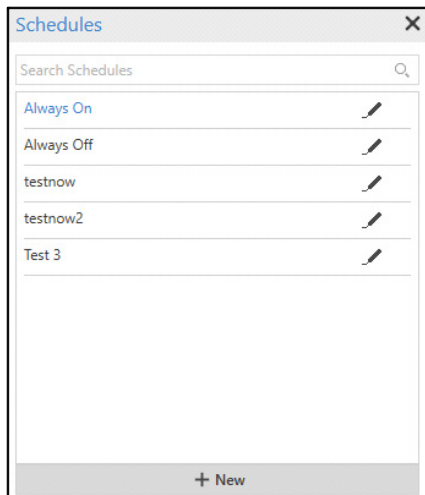 Schedules
Search Schedules
Always On
Always Off
testnow
testnow2
Test 3
+ New